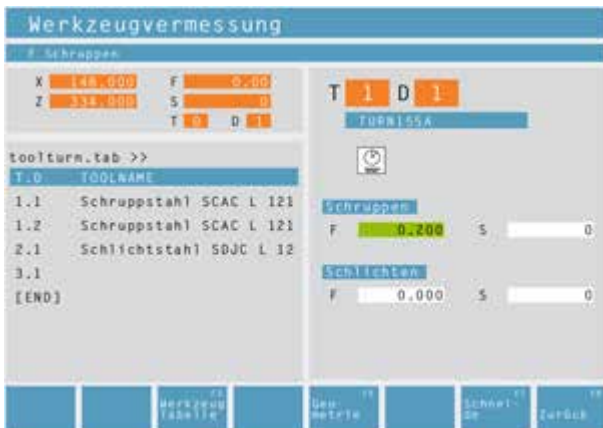 Werkzeugvermessung
F Schruppen
X 146.000 F 0.00
Z 334.000 S 0
T 0 D 1
toolturn.tab >>
T.D TOOLNAME
1.1 Schruppstahl SCAC L 121
1.2 Schruppstahl SCAC L 121
2.1 Schlichtstahl SDJC L 12
3.1
[END]
T 1 D 1
TURN155A
Schruppen
F 0.200 S 0
Schlichten
F 0.000 S 0
Werkzeug
Tabelle
Geo-
metrie
Schnei-
de
Zurück